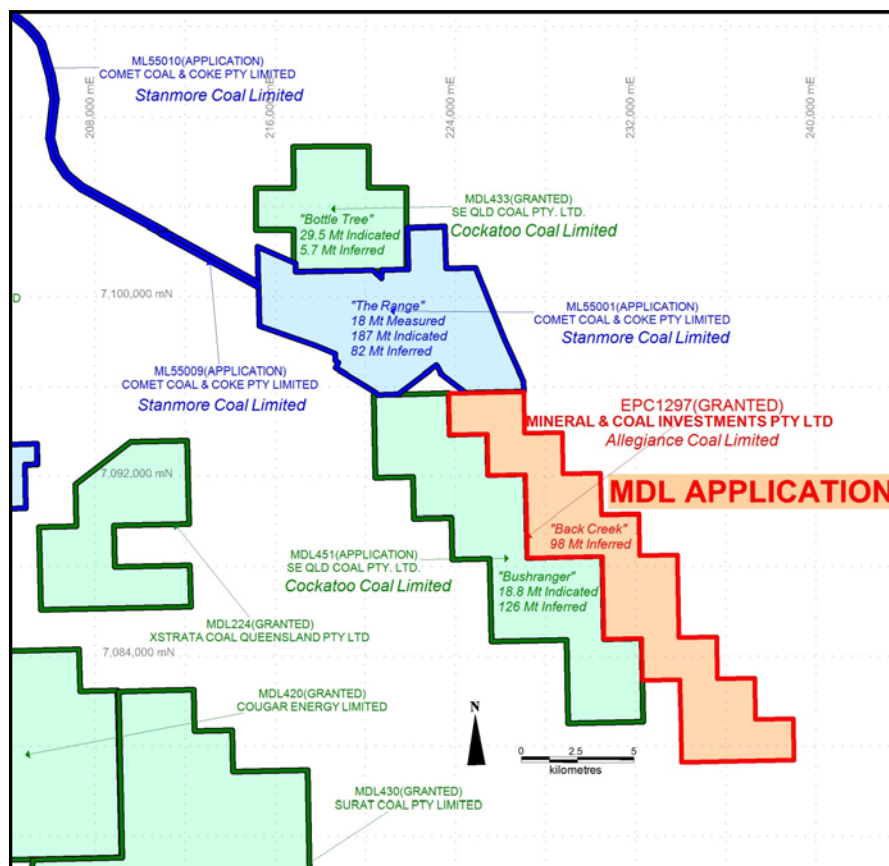 ML55010(APPLICATION)
COMET COAL & COKE PTY LIMITED
Stanmore Coal Limited
208,000 mE
216,000 mE
224,000 mE
232,000 mE
240,000 mE
MDL433(GRANTED)
SE QLD COAL PTY. LTD.
Cockatoo Coal Limited
"Bottle Tree"
29.5 Mt Indicated
5.7 Mt Inferred
D
7,100,000 mN
"The Range"
18 Mt Measured
187 Mt Indicated
82 Mt Inferred
ML55001(APPLICATION)
COMET COAL & COKE PTY LIMITED
Stanmore Coal Limited
ML55009(APPLICATION)
COMET COAL & COKE PTY LIMITED
Stanmore Coal Limited
EPC1297(GRANTED)
MINERAL & COAL INVESTMENTS PTY LTD
Allegiance Coal Limited
7,092,000 mN
MDL APPLICATION
"Back Creek"
98 Mt Inferred
MDL451(APPLICATION)
SE QLD COAL PTY. LTD.
Cockatoo Coal Limited
"Bushranger"
18.8 Mt Indicated
126 Mt Inferred
MDL224(GRANTED)
XSTRATA COAL QUEENSLAND PTY LTD
7,084,000 mN
MDL420(GRANTED)
COUGAR ENERGY LIMITED
N
0 2.5 5
kilometres
MDL430(GRANTED)
SURAT COAL PTY LIMITED